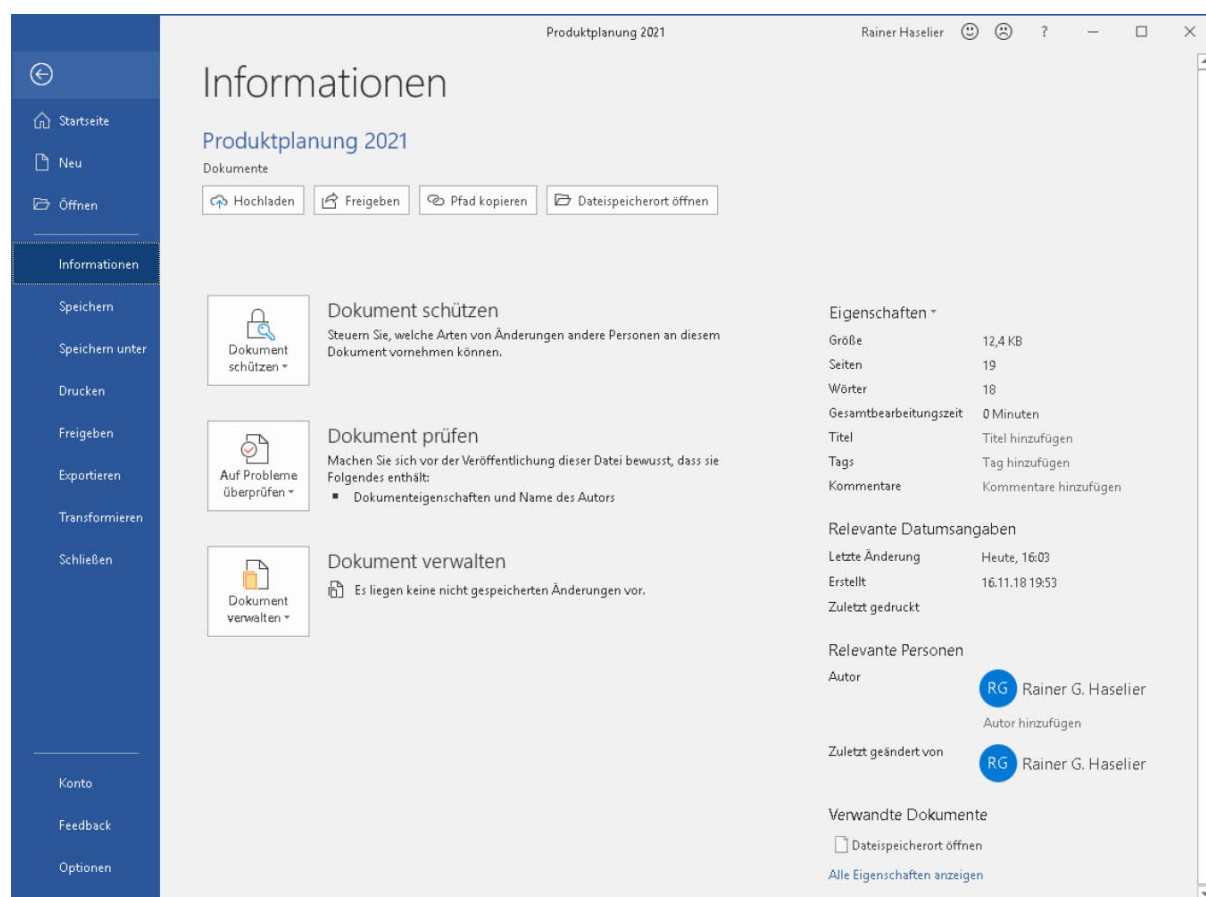 Produktplanung 2021
Rainer Haselier
?
Informationen
Startseite
Neu
Öffnen
Informationen
Speichern
Speichern unter
Drucken
Freigeben
Exportieren
Transformieren
Schließen
Konto
Feedback
Optionen
Produktplanung 2021
Dokumente
Hochladen
Freigeben
Pfad kopieren
Dateispeicherort öffnen
Dokument
schützen
Dokument schützen
Steuern Sie, welche Arten von Änderungen andere Personen an diesem
Dokument vornehmen können.
Auf Probleme
überprüfen
Dokument prüfen
Machen Sie sich vor der Veröffentlichung dieser Datei bewusst, dass sie
Folgendes enthält:
Dokumenteigenschaften und Name des Autors
Dokument
verwalten
Dokument verwalten
Es liegen keine nicht gespeicherten Änderungen vor.
Eigenschaften
Größe 12,4 KB
Seiten 19
Wörter 18
Gesamtbearbeitungszeit 0 Minuten
Titel Titel hinzufügen
Tags Tag hinzufügen
Kommentare Kommentare hinzufügen
Relevante Datumsangaben
Letzte Änderung Heute, 16:03
Erstellt 16.11.18 19:53
Zuletzt gedruckt
Relevante Personen
Autor RG Rainer G. Haselier
Autor hinzufügen
Zuletzt geändert von RG Rainer G. Haselier
Verwandte Dokumente
Dateispeicherort öffnen
Alle Eigenschaften anzeigen